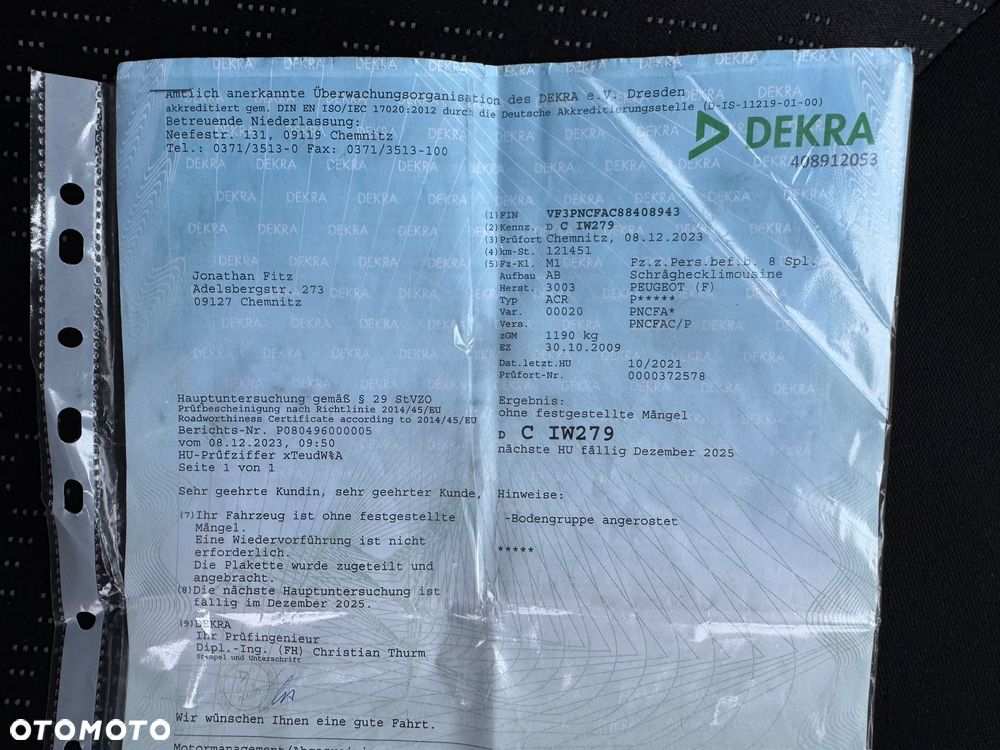 Amtlich anerkannte Überwachungsorganisation des DEKRA e.V. Dresden
akkreditiert gem. DIN EN ISO/IEC 17020:2012 durch die Deutsche Akkreditierungsstelle (D-IS-11219-01-00)
Betreuende Niederlassung:
Neefestr. 131, 09119 Chemnitz
Tel.: 0371/3513-0 Fax: 0371/3513-100
DEKRA
408912053
(1) FIN VF3PNCFAC88408943
(2) Kennz. D C IW279
(3) Prüfort Chemnitz, 08.12.2023
(4) km-St. 121451
(5) Fz-Kl. M1 Fz.z.Pers.bef.b. 8 Spl.
Aufbau AB Schräghecklimousine
Herst. 3003 PEUGEOT (F)
Typ ACR P*****
Var. 00020 PNCFA*
Vers. PNCFAC/P
zGM 1190 kg
EZ 30.10.2009
Dat.letzt.HU 10/2021
Prüfort-Nr. 0000372578
Jonathan Fitz
Adelsbergstr. 273
09127 Chemnitz
Hauptuntersuchung gemäß § 29 StVZO
Prüfbescheinigung nach Richtlinie 2014/45/EU
Roadworthiness Certificate according to 2014/45/EU
Berichts-Nr. P080496000005
vom 08.12.2023, 09:50
HU-Prüfziffer xTeudW%A
Seite 1 von 1
Ergebnis:
ohne festgestellte Mängel
D C IW279
nächste HU fällig Dezember 2025
Sehr geehrte Kundin, sehr geehrter Kunde,
(7) Ihr Fahrzeug ist ohne festgestellte
Mängel.
Eine Wiedervorführung ist nicht
erforderlich.
Die Plakette wurde zugeteilt und
angebracht.
(8) Die nächste Hauptuntersuchung ist
fällig im Dezember 2025.
(9) DEKRA
Ihr Prüfingenieur
Dipl.-Ing. (FH) Christian Thurm
Stempel und Unterschrift
Wir wünschen Ihnen eine gute Fahrt.
Hinweise:
-Bodengruppe angerostet
*****
OTOMOTO